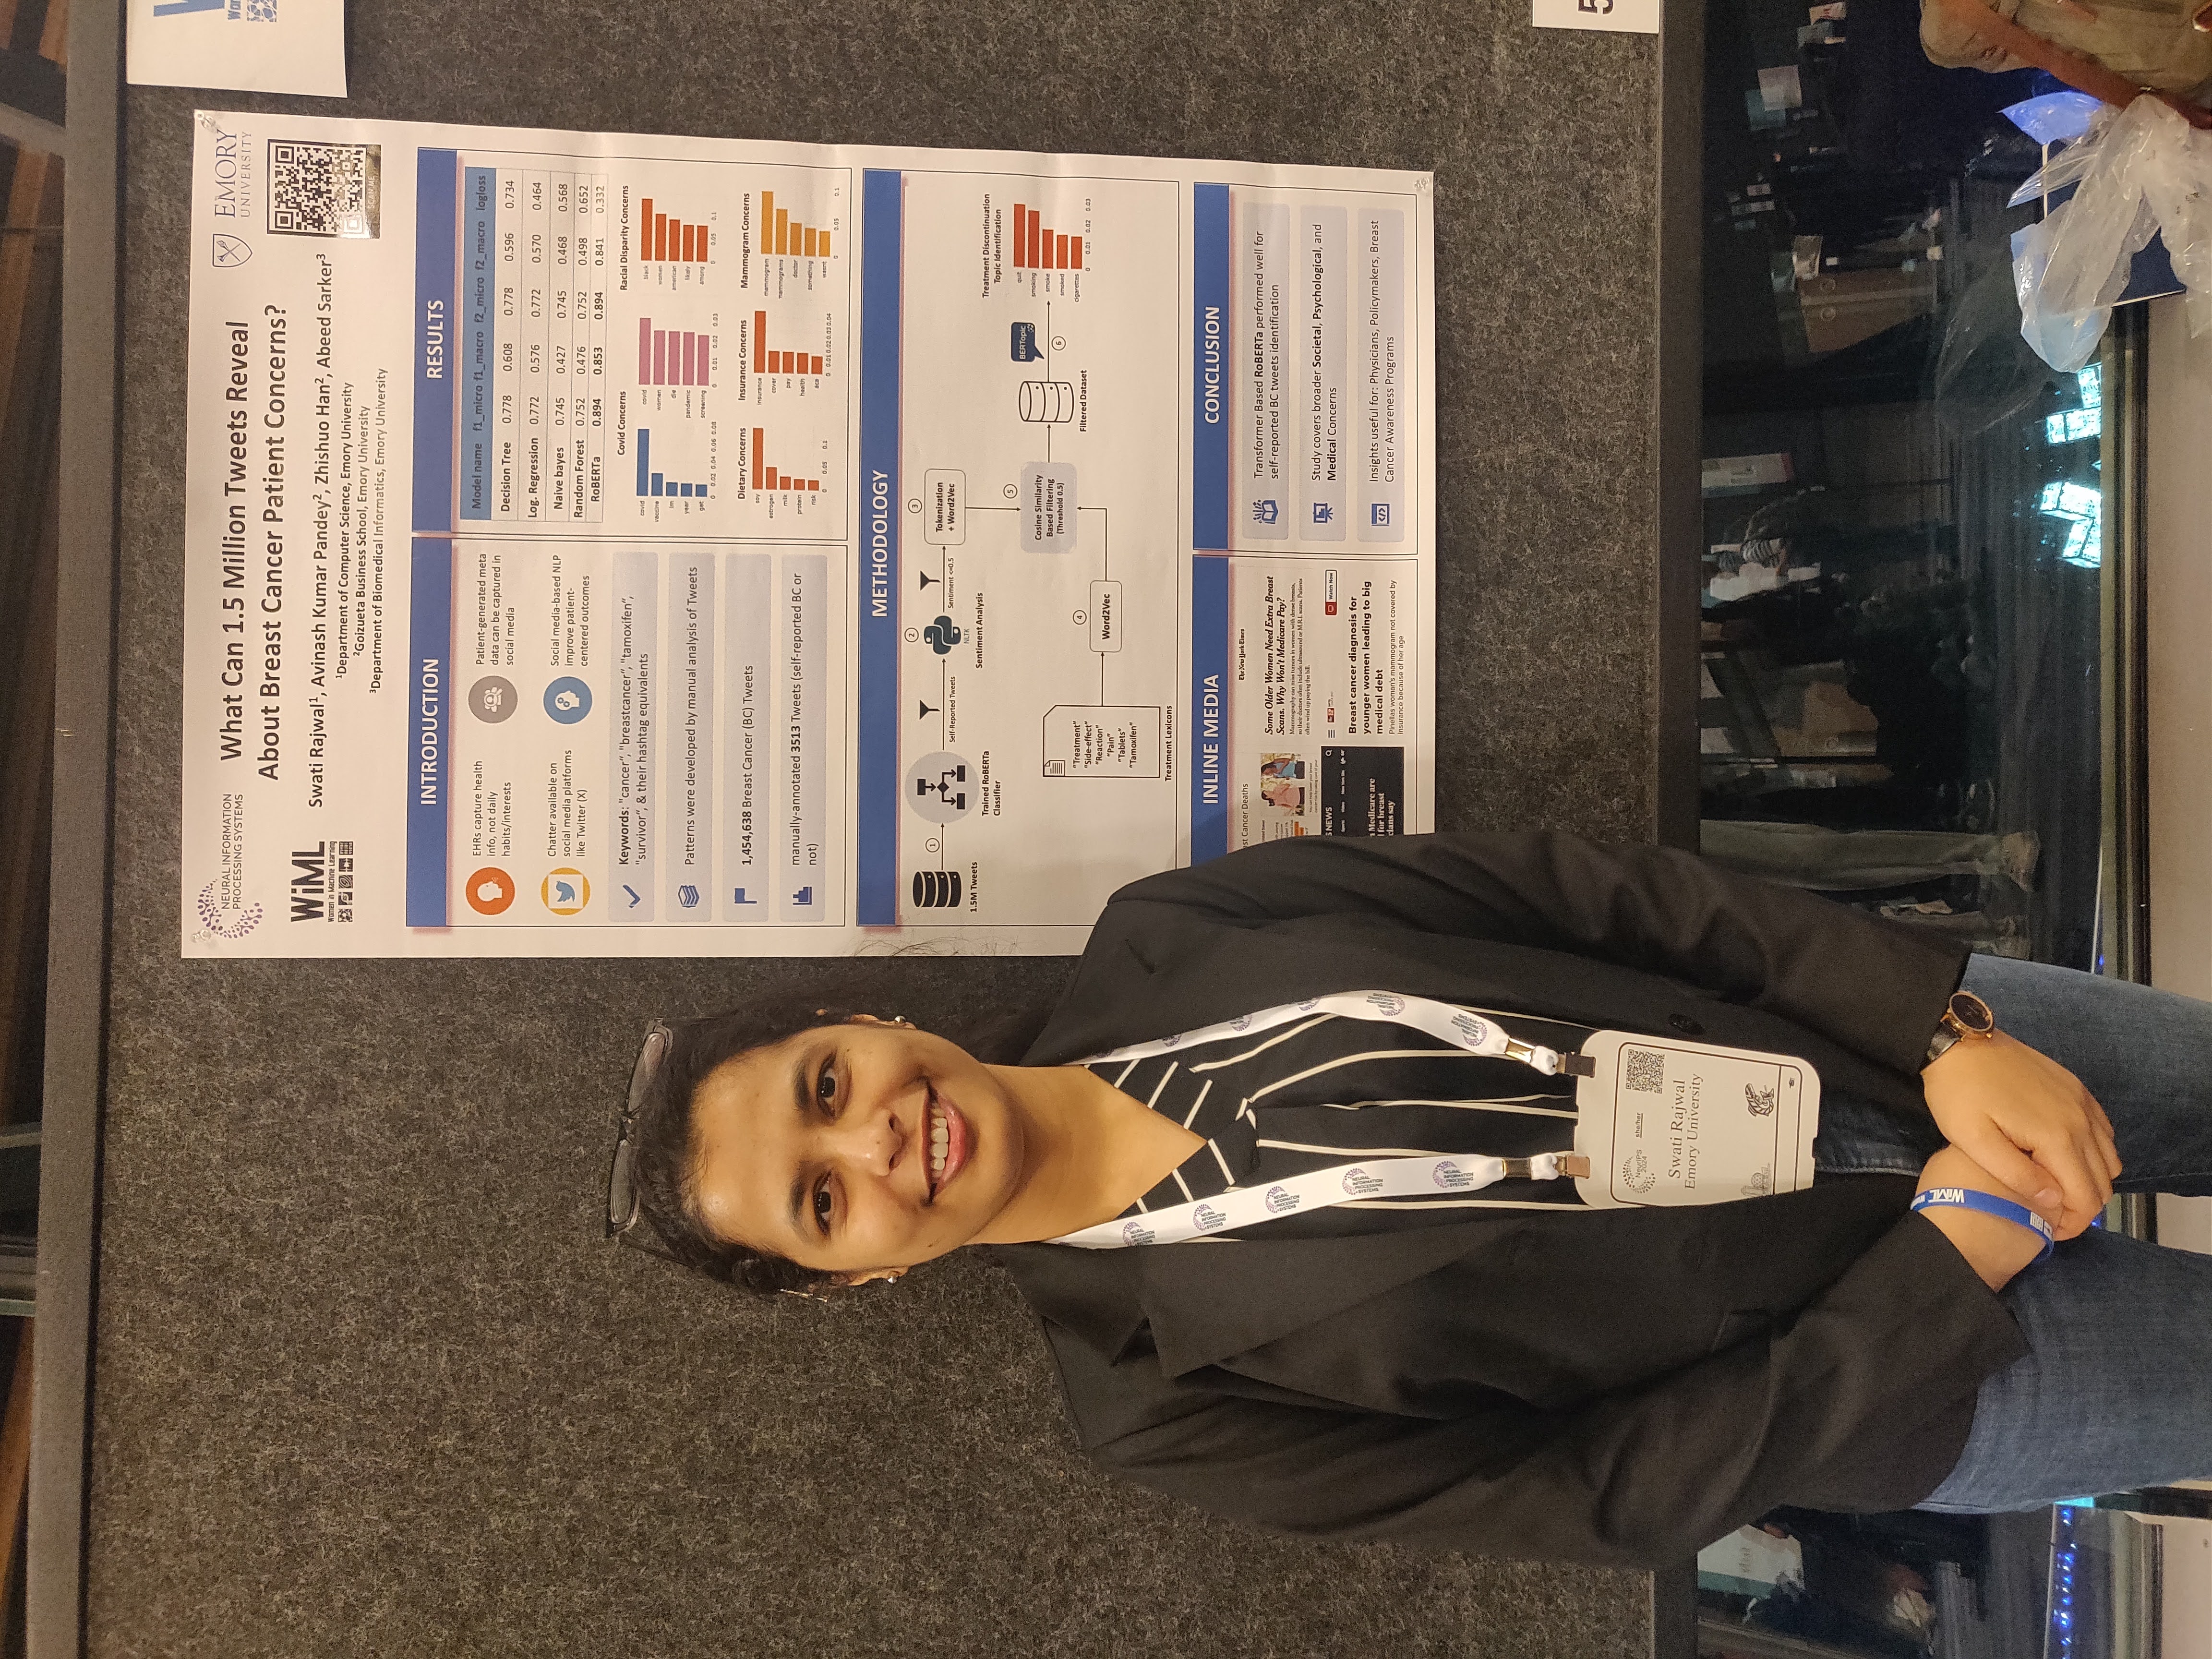 NEURAL INFORMATION
PROCESSING SYSTEMS
What Can 1.5 Million Tweets Reveal
About Breast Cancer Patient Concerns?
EMORY
UNIVERSITY
WiML
Women in Machine Learning
Swati Rajwal¹, Avinash Kumar Pandey², Zhishuo Han², Abeed Sarker³
¹Department of Computer Science, Emory University
²Goizueta Business School, Emory University
³Department of Biomedical Informatics, Emory University
SCAN ME
INTRODUCTION
EHRs capture health
info, not daily
habits/interests
Patient-generated meta
data can be captured in
social media
Chatter available on
social media platforms
like Twitter (X)
Social media-based NLP
improve patient-
centered outcomes
Keywords: "cancer", "breastcancer", "tamoxifen",
"survivor", & their hashtag equivalents
Patterns were developed by manual analysis of Tweets
1,454,638 Breast Cancer (BC) Tweets
manually-annotated 3513 Tweets (self-reported BC or
not)
RESULTS
Model name f1_micro f1_macro f2_micro f2_macro logloss
Decision Tree 0.778 0.608 0.778 0.596 0.734
Log. Regression 0.772 0.576 0.772 0.570 0.464
Naive bayes 0.745 0.427 0.745 0.468 0.568
Random Forest 0.752 0.476 0.752 0.498 0.652
RoBERTa 0.894 0.853 0.894 0.841 0.332
Covid Concerns
covid
vaccine
im
year
get
0 0.02 0.04 0.06 0.08
covid
women
die
pandemic
screening
0 0.01 0.02 0.03
Racial Disparity Concerns
black
women
american
likely
among
0 0.05 0.1
Dietary Concerns
soy
estrogen
milk
protein
risk
0 0.05 0.1
Insurance Concerns
insurance
cover
pay
health
aca
0 0.01 0.02 0.03 0.04
Mammogram Concerns
mammogram
mammograms
doctor
something
wasnt
0 0.05 0.1
METHODOLOGY
1.5M Tweets
1
Trained RoBERTa
Classifier
Self-Reported Tweets
2
NLTK
Sentiment Analysis
Sentiment <=0.5
3
Tokenization
+ Word2Vec
"Treatment"
"Side-effect"
"Reaction"
"Pain"
"Tablets"
"Tamoxifen"
Treatment Lexicons
4
Word2Vec
5
Cosine Similarity
Based Filtering
(Threshold 0.5)
Filtered Dataset
BERTopic
6
Treatment Discontinuation
Topic Identification
quit
smoking
smoke
smoked
cigarettes
0 0.01 0.02 0.03
INLINE MEDIA
Cancer Deaths
The New York Times
Some Older Women Need Extra Breast
Scans. Why Won't Medicare Pay?
Mammography can miss tumors in women with dense breasts,
so their doctors often include ultrasound or M.R.I. scans. Patients
often wind up paying the bill.
NEWS
Medicare are
for breast
say
Watch Now
Breast cancer diagnosis for
younger women leading to big
medical debt
Pinellas woman's mammogram not covered by
insurance because of her age
CONCLUSION
Transformer Based RoBERTa performed well for
self-reported BC tweets identification
Study covers broader Societal, Psychological, and
Medical Concerns
Insights useful for: Physicians, Policymakers, Breast
Cancer Awareness Programs
NeurIPS
2024
she/her
Swati Rajwal
Emory University
WiML
5